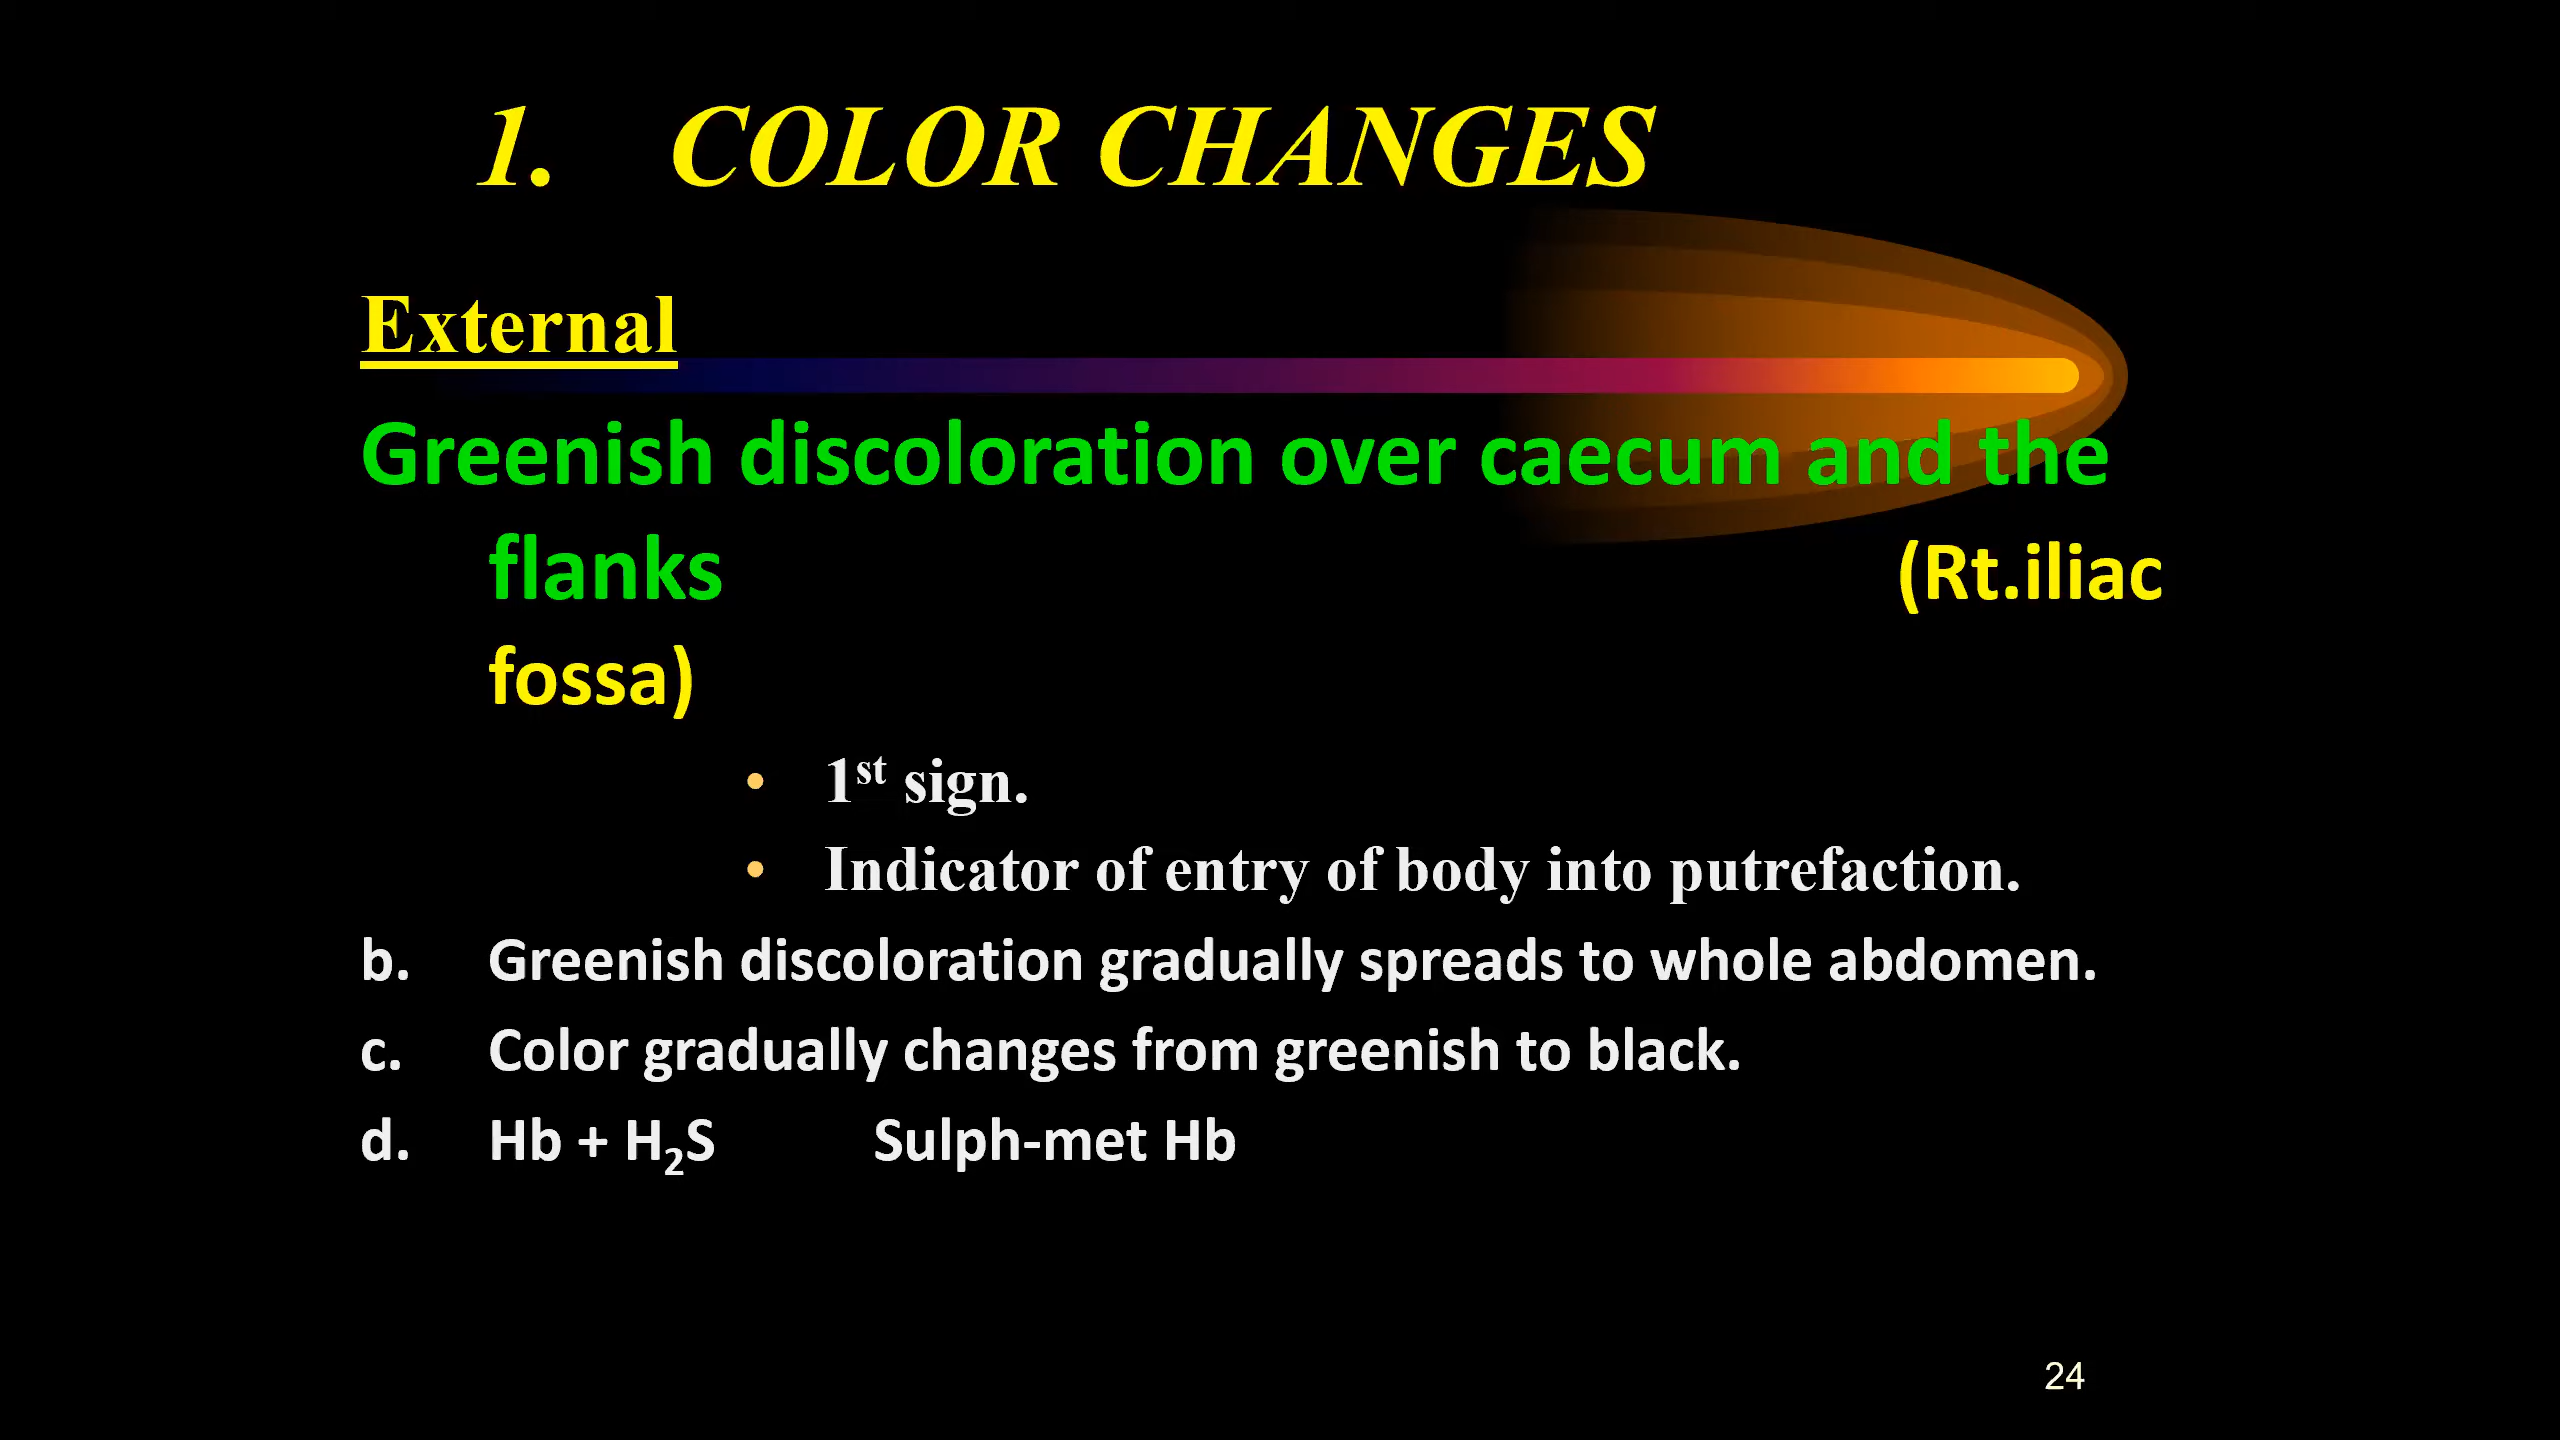 1. COLOR CHANGES
External
Greenish discoloration over caecum and the
flanks (Rt.iliac
fossa)
• 1st sign.
• Indicator of entry of body into putrefaction.
b. Greenish discoloration gradually spreads to whole abdomen.
c. Color gradually changes from greenish to black.
d. Hb + H₂S Sulph-met Hb
24